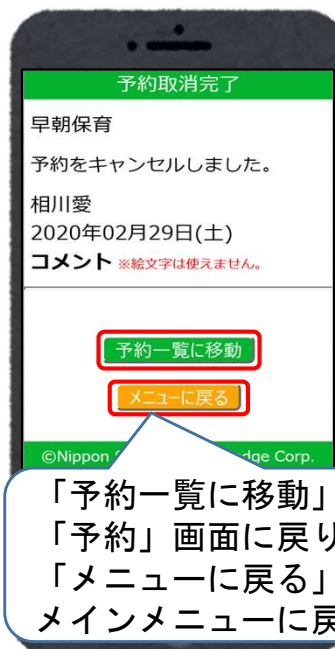 予約取消完了
早朝保育
予約をキャンセルしました。
相川愛
2020年02月29日(土)
コメント ※絵文字は使えません。
予約一覧に移動
メニューに戻る
©Nippon Corp.
「予約一覧に移動」
「予約」画面に戻り
「メニューに戻る」
メインメニューに戻